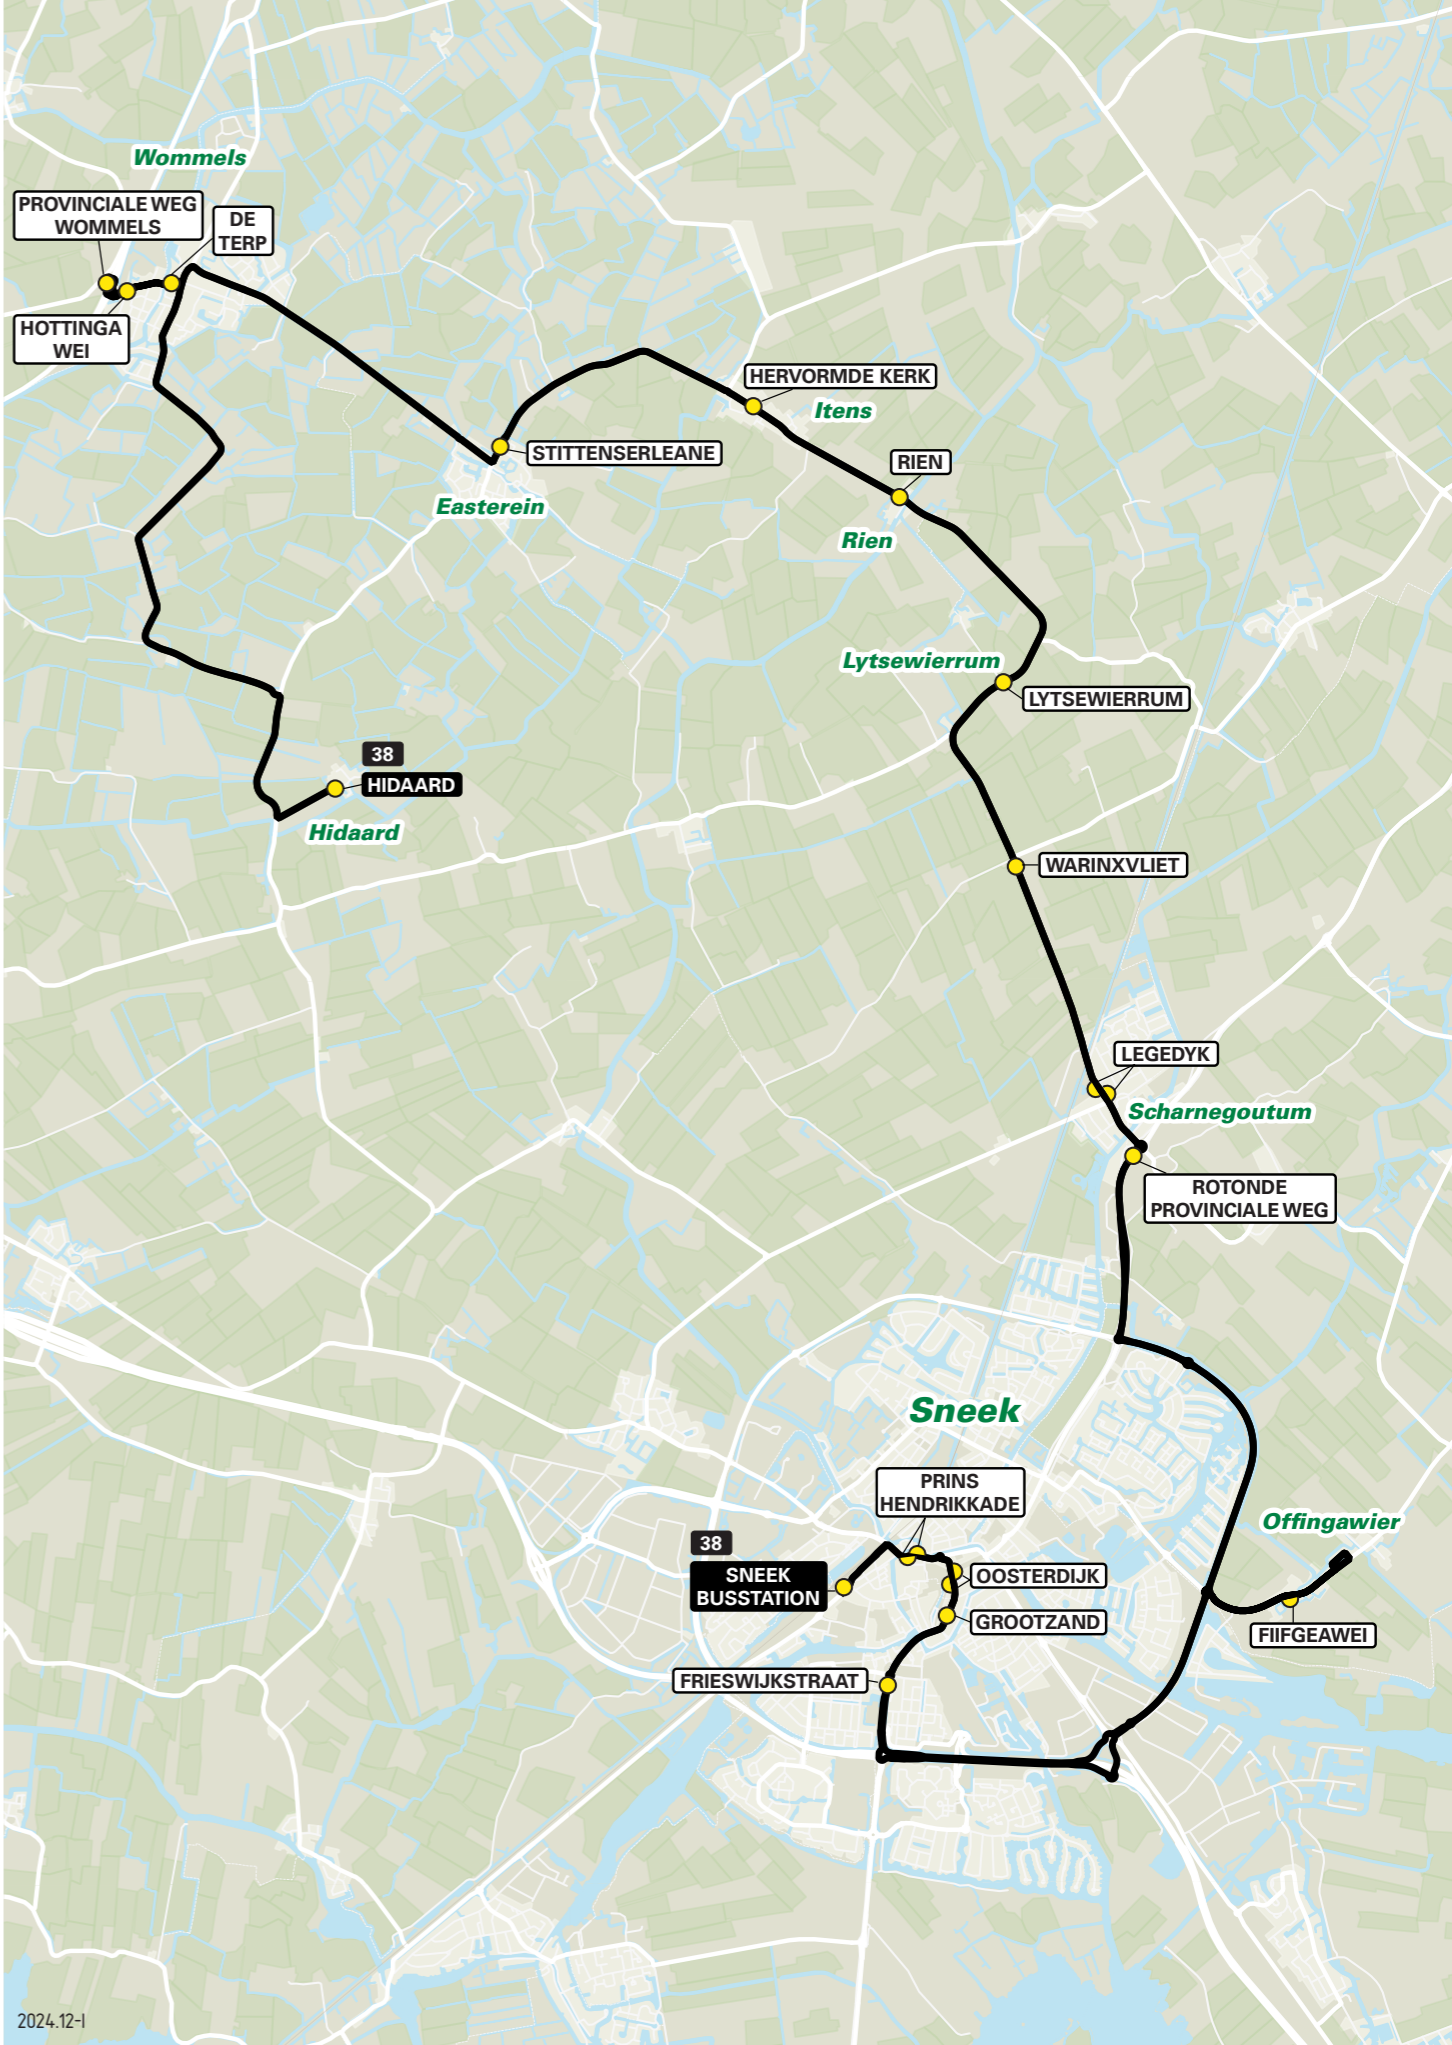 Wommels
PROVINCIALE WEG
WOMMELS
DE
TERP
HOTTINGA
WEI
HERVORMDE KERK
Itens
STITTENSERLEANE
RIEN
Easterein
Rien
Lytsewierrum
LYTSEWIERRUM
38
HIDAARD
Hidaard
WARINXVLIET
LEGEDYK
Scharnegoutum
ROTONDE
PROVINCIALE WEG
Sneek
PRINS
HENDRIKKADE
Offingawier
38
SNEEK
BUSSTATION
OOSTERDIJK
GROOTZAND
FIIFGEAWEI
FRIESWIJKSTRAAT
2024.12-I